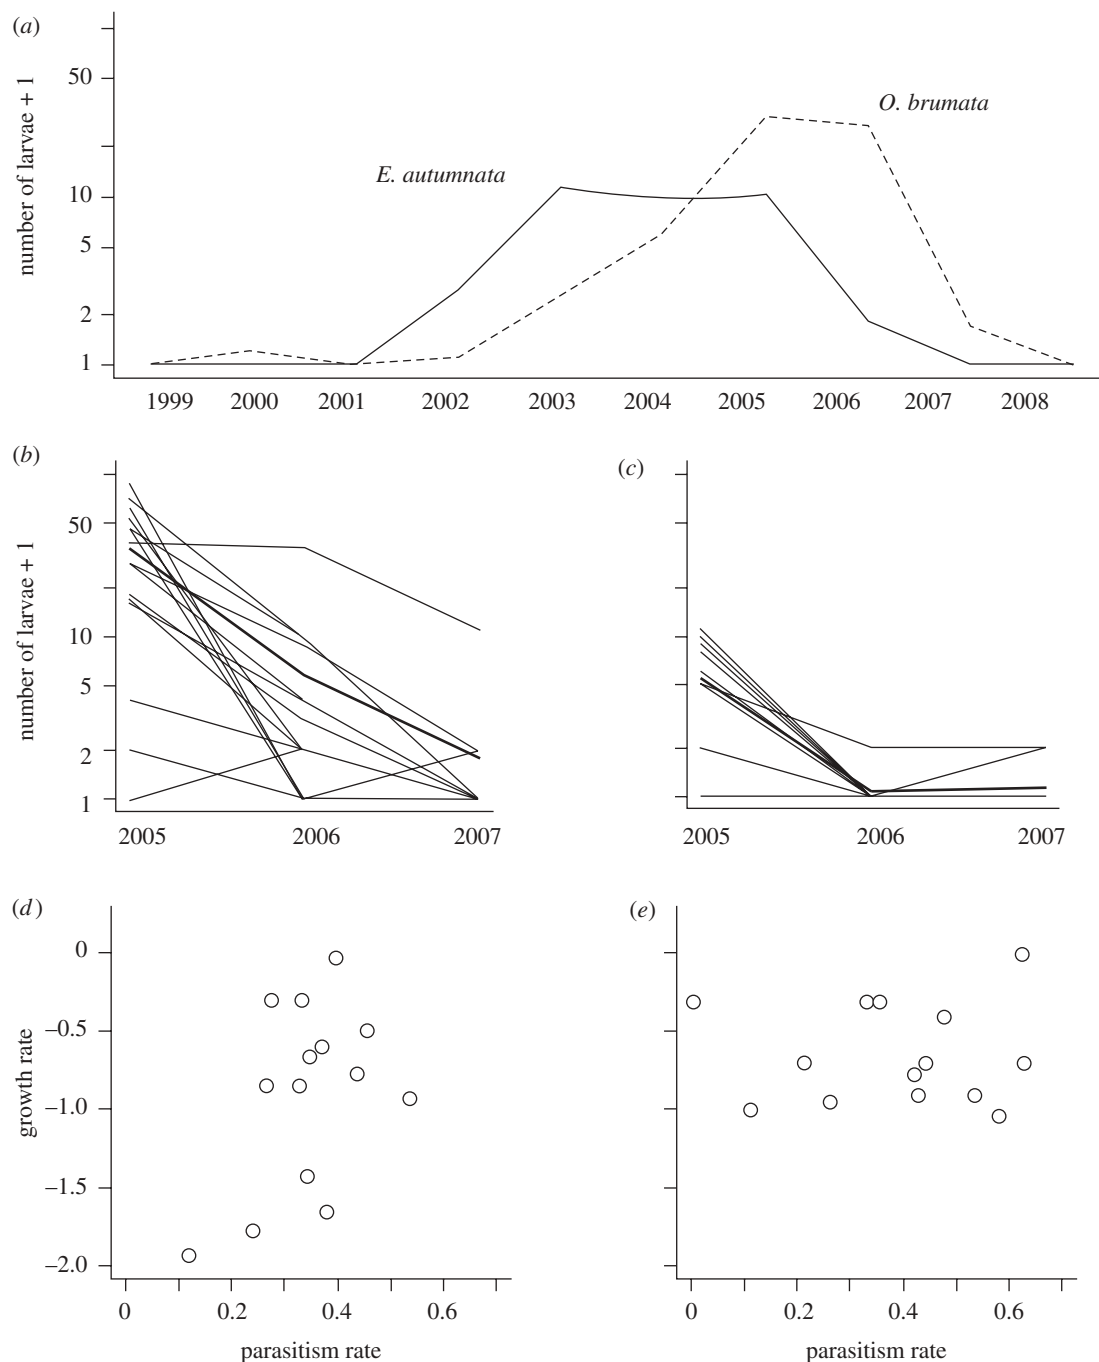 (a)
number of larvae + 1
50
10
5
2
1
E. autumnata
O. brumata
1999 2000 2001 2002 2003 2004 2005 2006 2007 2008
(b)
number of larvae + 1
50
10
5
2
1
2005 2006 2007
(c)
2005 2006 2007
(d)
growth rate
0
–0.5
–1.0
–1.5
–2.0
0 0.2 0.4 0.6
parasitism rate
(e)
0 0.2 0.4 0.6
parasitism rate